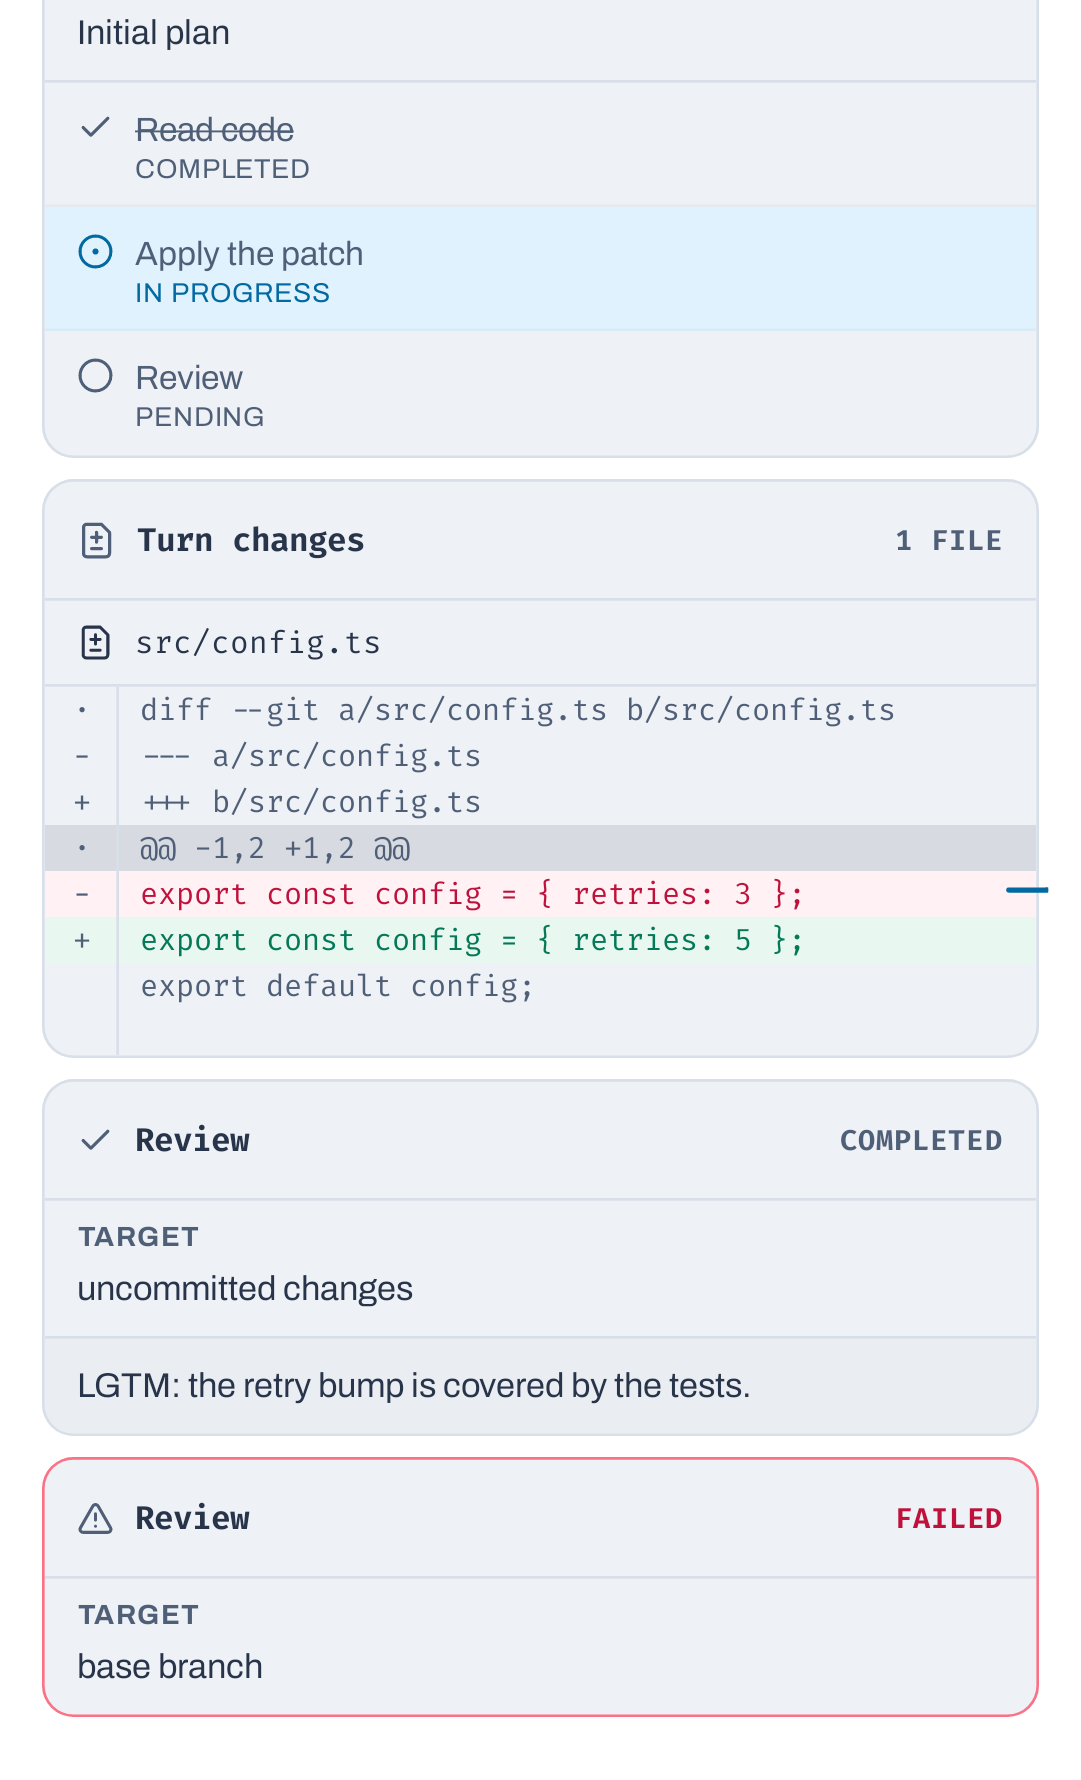 Initial plan
Read code
COMPLETED
Apply the patch
IN PROGRESS
Review
PENDING
Turn changes 1 FILE
src/config.ts
· diff --git a/src/config.ts b/src/config.ts
- --- a/src/config.ts
+ +++ b/src/config.ts
· @@ -1,2 +1,2 @@
- export const config = { retries: 3 };
+ export const config = { retries: 5 };
export default config;
Review COMPLETED
TARGET
uncommitted changes
LGTM: the retry bump is covered by the tests.
Review FAILED
TARGET
base branch